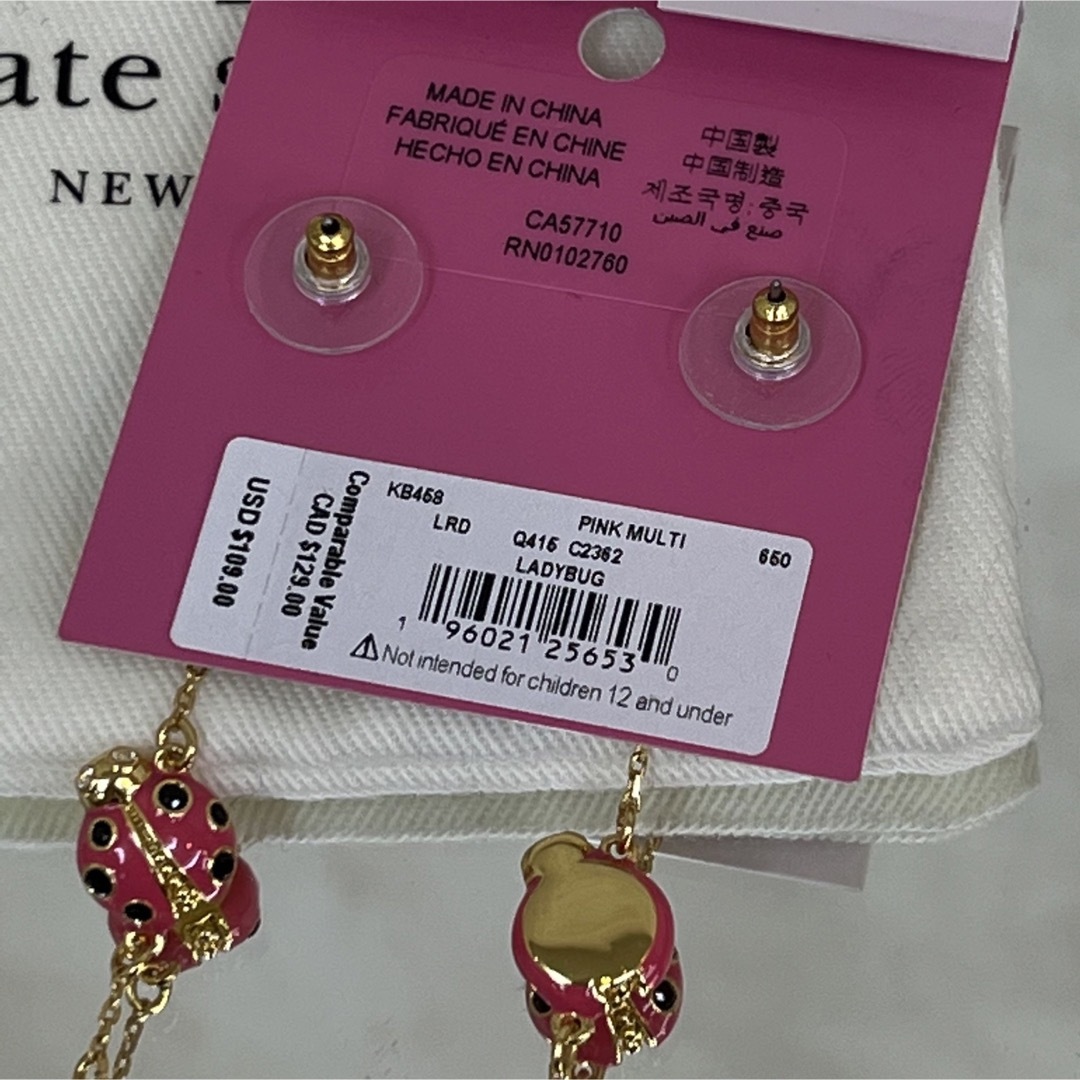 ate s
NEW
MADE IN CHINA
FABRIQUÉ EN CHINE
HECHO EN CHINA
CA57710
RN0102760
中国製
中国制造
제조국명: 중국
صنع في الصين
USD $109.00
Comparable Value
CAD $129.00
KB458
PINK MULTI
650
LRD
Q415 C2362
LADYBUG
1 96021 25653 0
⚠Not intended for children 12 and under